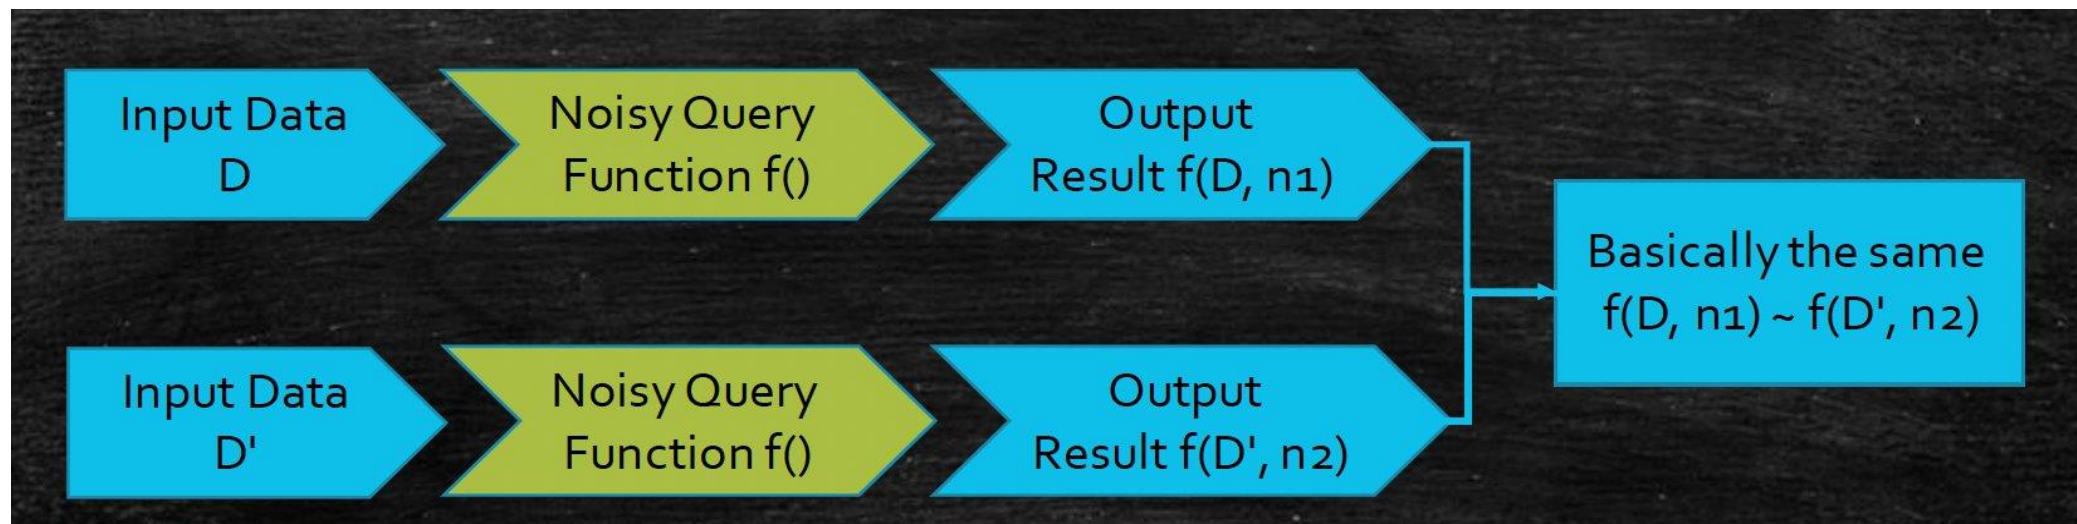 Input Data
D
Noisy Query
Function f()
Output
Result f(D, n1)
Basically the same
f(D, n1) ~ f(D', n2)
Input Data
D'
Noisy Query
Function f()
Output
Result f(D', n2)